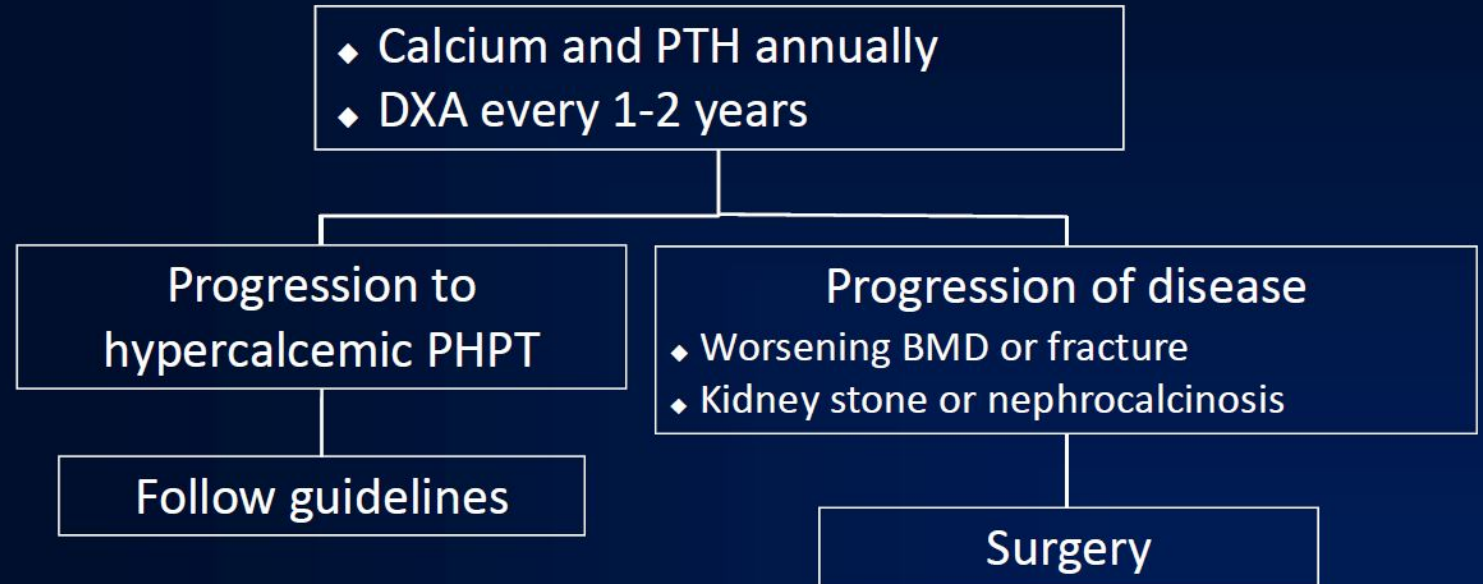 ◆ Calcium and PTH annually
◆ DXA every 1-2 years
Progression to
hypercalcemic PHPT
Follow guidelines
Progression of disease
◆ Worsening BMD or fracture
◆ Kidney stone or nephrocalcinosis
Surgery